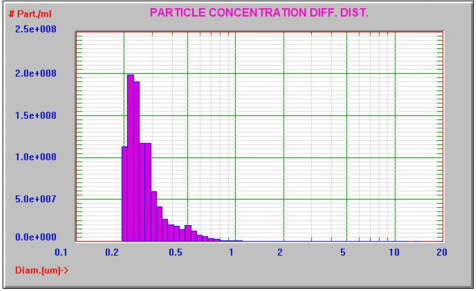 # Part./ml
PARTICLE CONCENTRATION DIFF. DIST.
2.5e+008
2.0e+008
1.5e+008
1.0e+008
5.0e+007
0.0e+000
0.1 0.2 0.5 1 2 5 10 20
Diam.(um)->